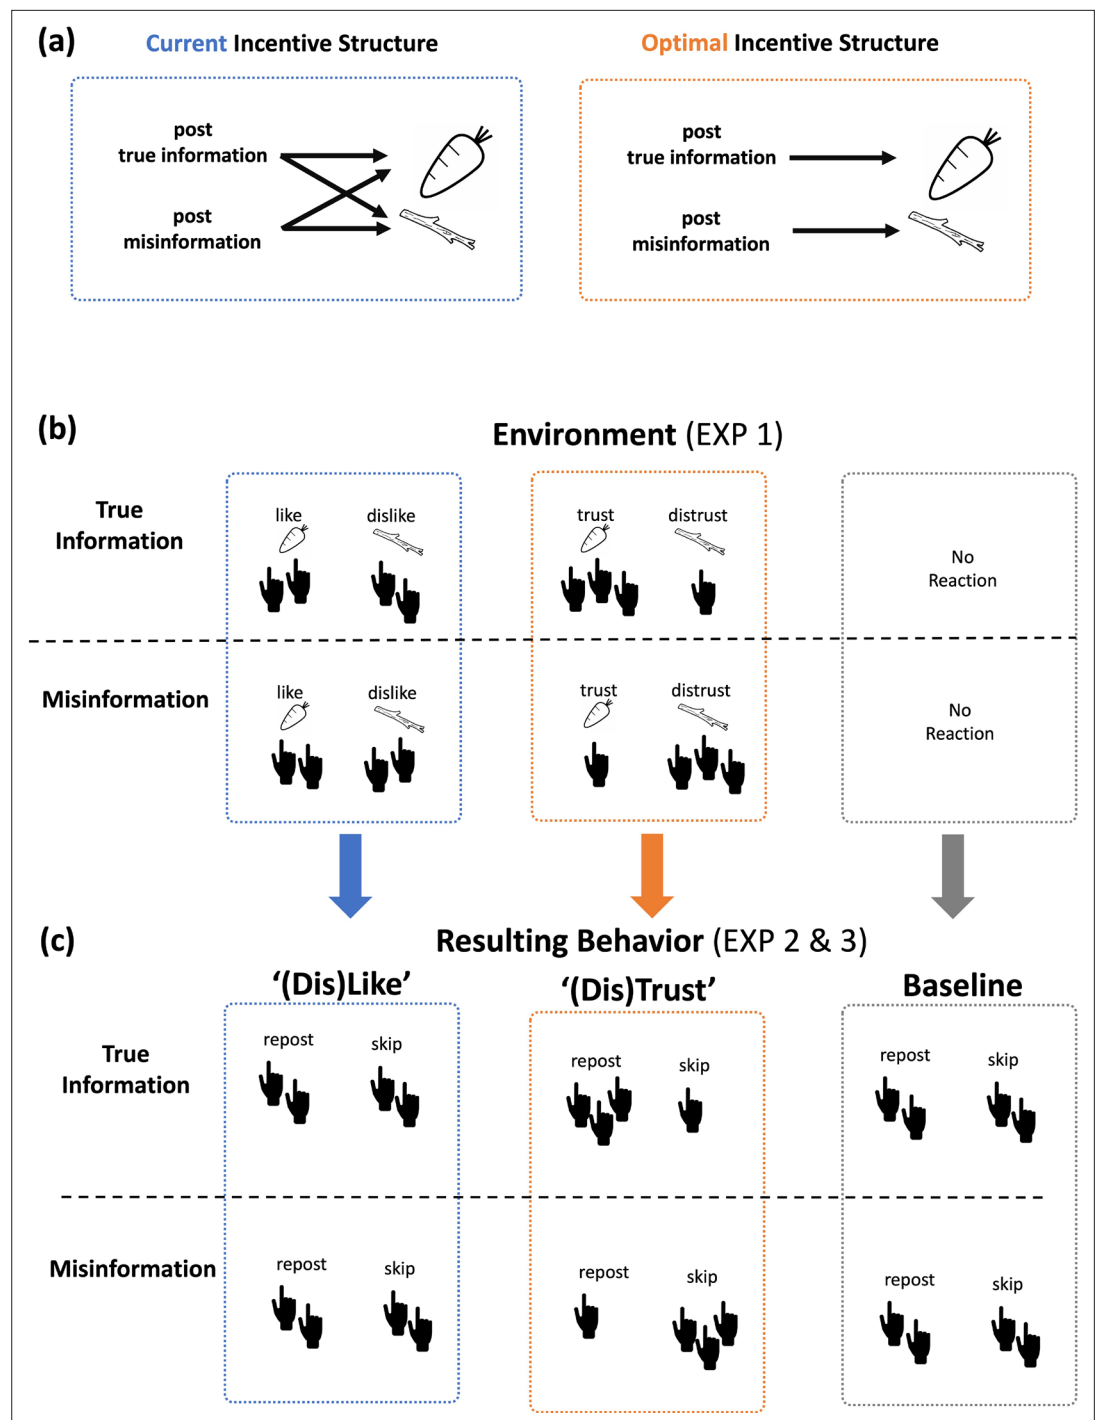 (a)
Current Incentive Structure
Optimal Incentive Structure
post
true information
post
misinformation
post
true information
post
misinformation
(b)
Environment (EXP 1)
True
Information
like
dislike
trust
distrust
No
Reaction
Misinformation
like
dislike
trust
distrust
No
Reaction
(c)
Resulting Behavior (EXP 2 & 3)
‘(Dis)Like’
‘(Dis)Trust’
Baseline
True
Information
repost
skip
repost
skip
repost
skip
Misinformation
repost
skip
repost
skip
repost
skip